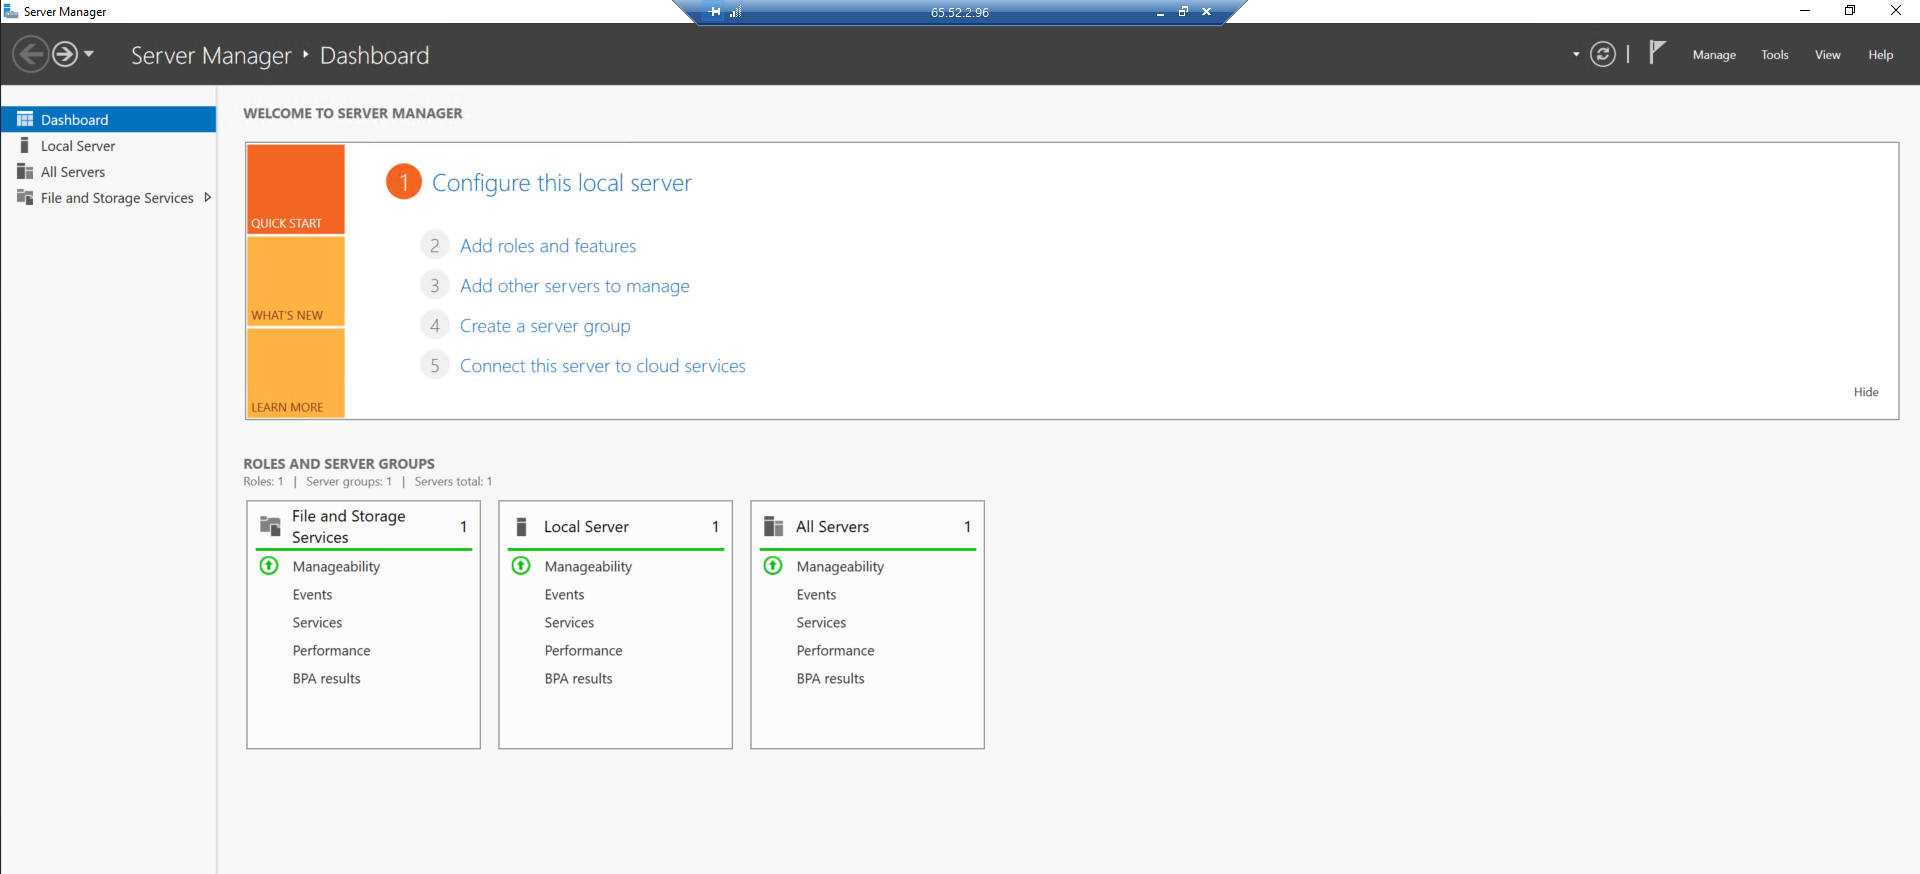 Server Manager
65.52.2.96
Server Manager Dashboard
Manage Tools View Help
Dashboard
Local Server
All Servers
File and Storage Services
WELCOME TO SERVER MANAGER
QUICK START
WHAT'S NEW
LEARN MORE
1 Configure this local server
2 Add roles and features
3 Add other servers to manage
4 Create a server group
5 Connect this server to cloud services
Hide
ROLES AND SERVER GROUPS
Roles: 1 | Server groups: 1 | Servers total: 1
File and Storage
Services
1
Manageability
Events
Services
Performance
BPA results
Local Server 1
Manageability
Events
Services
Performance
BPA results
All Servers 1
Manageability
Events
Services
Performance
BPA results